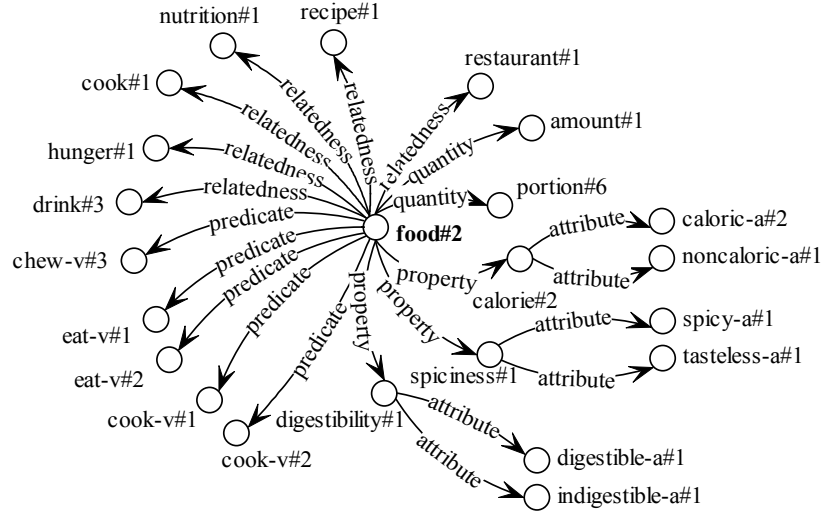 nutrition#1
recipe#1
restaurant#1
cook#1
relatedness
relatedness
relatedness
relatedness
amount#1
hunger#1
relatedness
quantity
drink#3
relatedness
quantity
portion#6
predicate
food#2
attribute
caloric-a#2
chew-v#3
predicate
property
attribute
noncaloric-a#1
predicate
calorie#2
eat-v#1
predicate
property
property
attribute
spicy-a#1
eat-v#2
predicate
spiciness#1
attribute
tasteless-a#1
cook-v#1
digestibility#1
attribute
cook-v#2
attribute
digestible-a#1
indigestible-a#1